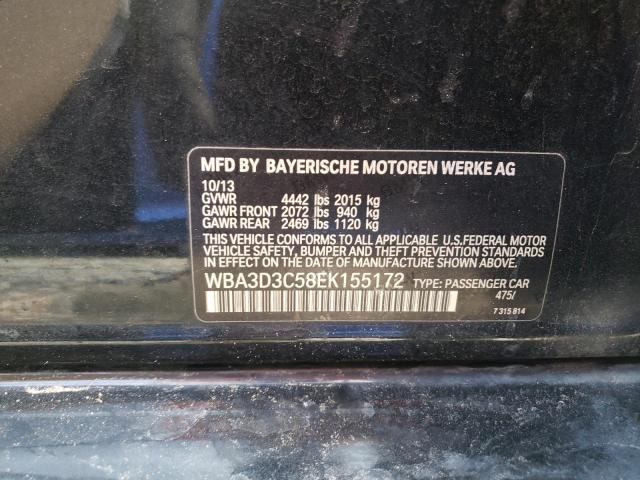 MFD BY BAYERISCHE MOTOREN WERKE AG
10/13
GVWR 4442 lbs 2015 kg
GAWR FRONT 2072 lbs 940 kg
GAWR REAR 2469 lbs 1120 kg
THIS VEHICLE CONFORMS TO ALL APPLICABLE U.S.FEDERAL MOTOR
VEHICLE SAFETY, BUMPER AND THEFT PREVENTION STANDARDS
IN EFFECT ON THE DATE OF MANUFACTURE SHOWN ABOVE.
WBA3D3C58EK155172 TYPE: PASSENGER CAR
475/
7 315 814